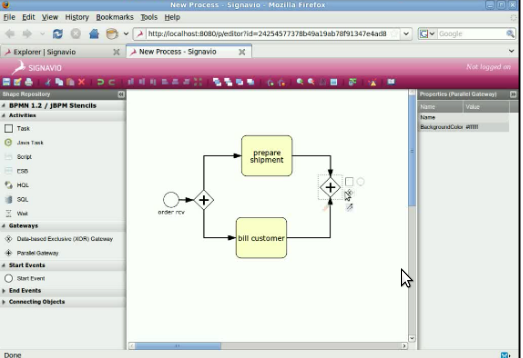 New Process - Signavio - Mozilla Firefox
File Edit View History Bookmarks Tools Help
http://localhost:8080/p/editor?id=24254577378b49a19ab78f91347e4ad8
Google
Explorer | Signavio
New Process - Signavio
SIGNAVIO
Not logged on
Shape Repository
Properties (Parallel Gateway)
BPMN 1.2 / JBPM Stencils
Name Value
Activities
Name
BackgroundColor #ffffff
Task
Java Task
Script
ESB
HQL
SQL
Wait
Gateways
Data-based Exclusive (XOR) Gateway
Parallel Gateway
Start Events
Start Event
End Events
Connecting Objects
prepare
shipment
order rcv
bill customer
Done